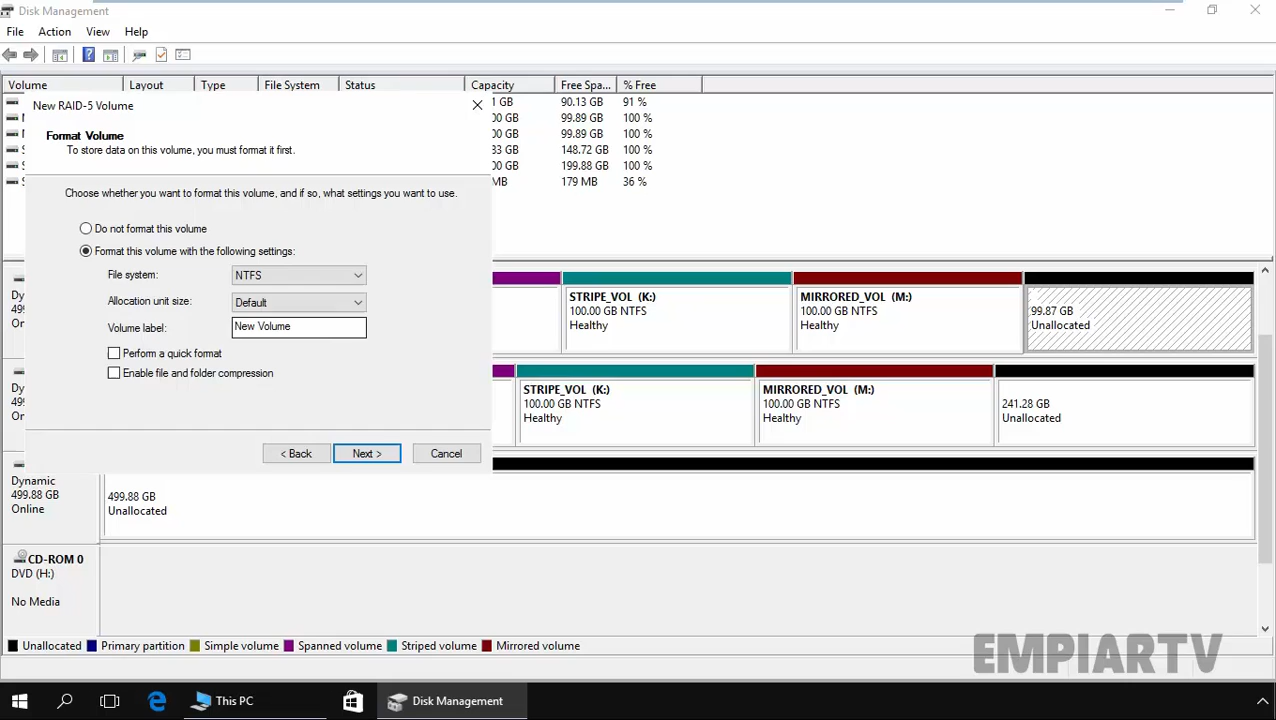 Disk Management
File Action View Help
Volume Layout Type File System Status Capacity Free Spa... % Free
New RAID-5 Volume
Format Volume
To store data on this volume, you must format it first.
Choose whether you want to format this volume, and if so, what settings you want to use.
Do not format this volume
Format this volume with the following settings:
File system: NTFS
Allocation unit size: Default
Volume label: New Volume
Perform a quick format
Enable file and folder compression
< Back Next > Cancel
GB 90.13 GB 91 %
00 GB 99.89 GB 100 %
00 GB 99.89 GB 100 %
33 GB 148.72 GB 100 %
00 GB 199.88 GB 100 %
MB 179 MB 36 %
STRIPE_VOL (K:) MIRRORED_VOL (M:)
100.00 GB NTFS 100.00 GB NTFS 99.87 GB
Healthy Healthy Unallocated
STRIPE_VOL (K:) MIRRORED_VOL (M:)
100.00 GB NTFS 100.00 GB NTFS 241.28 GB
Healthy Healthy Unallocated
Dynamic
499.88 GB
Online
499.88 GB
Unallocated
CD-ROM 0
DVD (H:)
No Media
Unallocated Primary partition Simple volume Spanned volume Striped volume Mirrored volume
EMPIARTV
This PC Disk Management